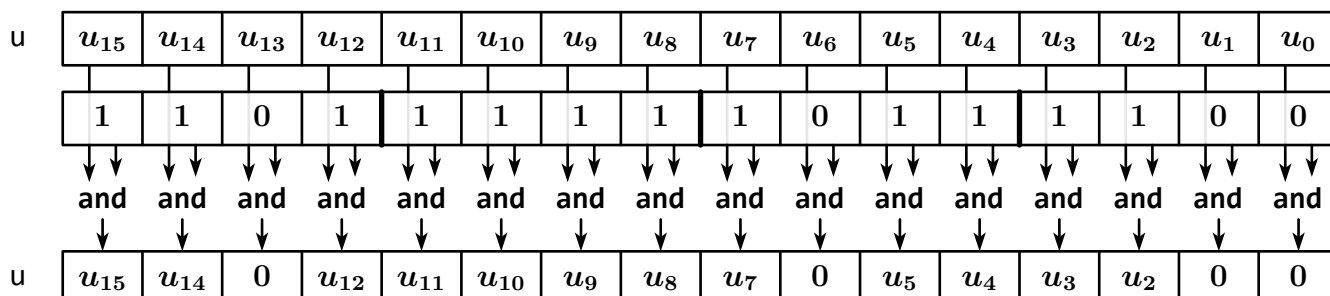 u u₁₅ u₁₄ u₁₃ u₁₂ u₁₁ u₁₀ u₉ u₈ u₇ u₆ u₅ u₄ u₃ u₂ u₁ u₀
1 1 0 1 1 1 1 1 1 0 1 1 1 1 0 0
and and and and and and and and and and and and and and and and
u u₁₅ u₁₄ 0 u₁₂ u₁₁ u₁₀ u₉ u₈ u₇ 0 u₅ u₄ u₃ u₂ 0 0